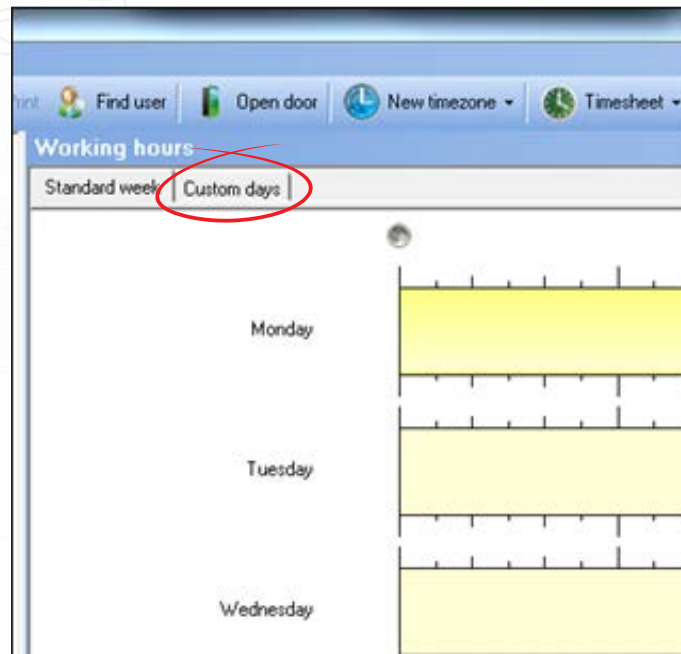 Find user Open door New timezone Timesheet
Working hours
Standard week Custom days
Monday
Tuesday
Wednesday